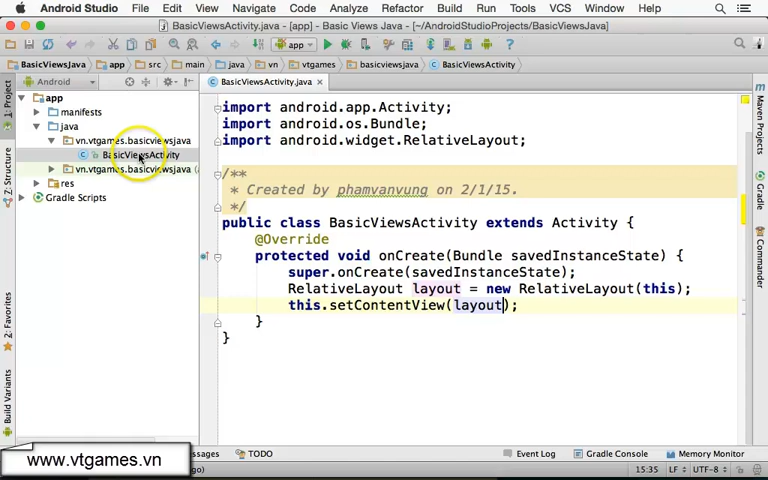 Android Studio File Edit View Navigate Code Analyze Refactor Build Run Tools VCS Window
BasicViewsActivity.java - [app] - Basic Views Java - [~/AndroidStudioProjects/BasicViewsJava]
app
BasicViewsJava app src main java vn vtgames basicviewsjava BasicViewsActivity
Android
BasicViewsActivity.java
app
manifests
java
vn.vtgames.basicviewsjava
BasicViewsActivity
vn.vtgames.basicviewsjava
res
Gradle Scripts
1: Project
7: Structure
2: Favorites
Build Variants
import android.app.Activity;
import android.os.Bundle;
import android.widget.RelativeLayout;
/**
* Created by phamvanvung on 2/1/15.
*/
public class BasicViewsActivity extends Activity {
@Override
protected void onCreate(Bundle savedInstanceState) {
super.onCreate(savedInstanceState);
RelativeLayout layout = new RelativeLayout(this);
this.setContentView(layout);
}
}
Maven Projects
Gradle
Commander
ssages TODO Event Log Gradle Console Memory Monitor
go) 15:35 LF UTF-8
www.vtgames.vn